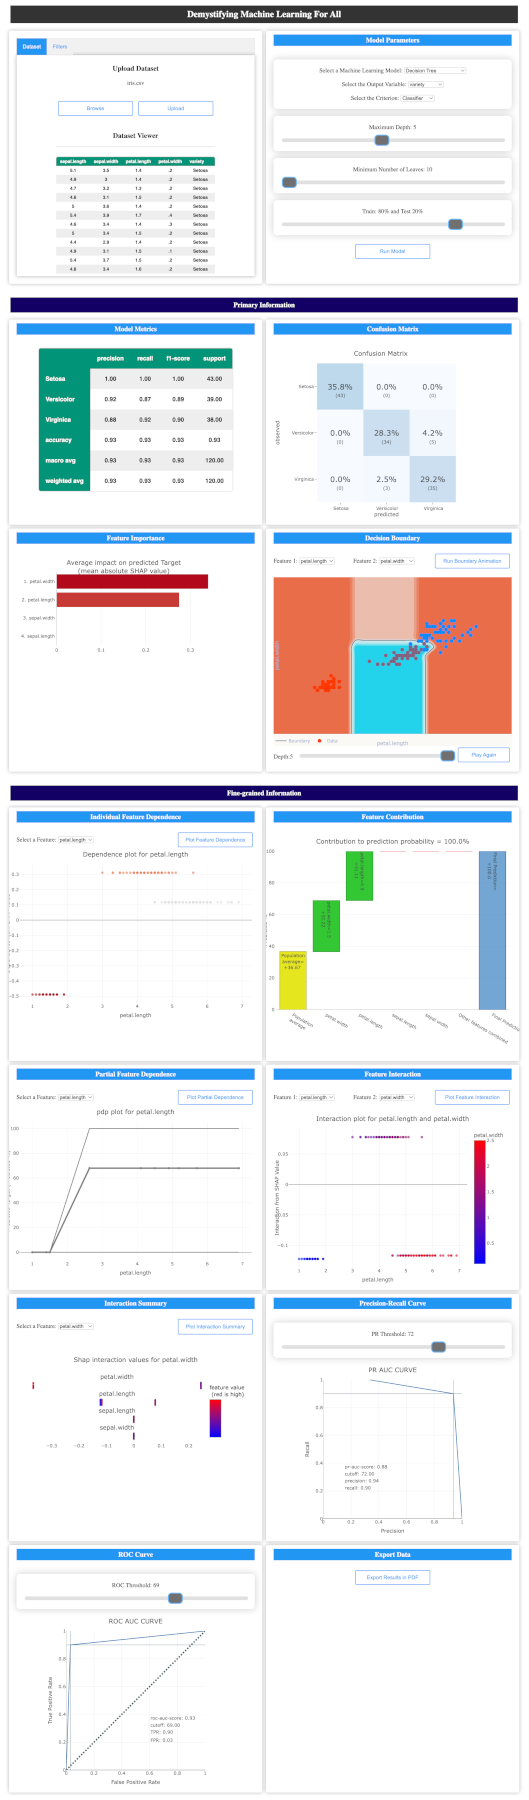 Demystifying Machine Learning For All
Dataset
Filters
Upload Dataset
iris.csv
Browse
Upload
Dataset Viewer
sepal.length sepal.width petal.length petal.width variety
5.1 3.5 1.4 .2 Setosa
4.9 3 1.4 .2 Setosa
4.7 3.2 1.3 .2 Setosa
4.6 3.1 1.5 .2 Setosa
5 3.6 1.4 .2 Setosa
5.4 3.9 1.7 .4 Setosa
4.6 3.4 1.4 .3 Setosa
5 3.4 1.5 .2 Setosa
4.4 2.9 1.4 .2 Setosa
4.9 3.1 1.5 .1 Setosa
5.4 3.7 1.5 .2 Setosa
4.8 3.4 1.6 .2 Setosa
Model Parameters
Select a Machine Learning Model: Decision Tree
Select the Output Variable: variety
Select the Criterion: Classifier
Maximum Depth: 5
Minimum Number of Leaves: 10
Train: 80% and Test 20%
Run Model
Primary Information
Model Metrics
precision recall f1-score support
Setosa 1.00 1.00 1.00 43.00
Versicolor 0.92 0.87 0.89 39.00
Virginica 0.88 0.92 0.90 38.00
accuracy 0.93 0.93 0.93 0.93
macro avg 0.93 0.93 0.93 120.00
weighted avg 0.93 0.93 0.93 120.00
Confusion Matrix
Confusion Matrix
observed
Setosa 35.8% 0.0% 0.0%
(43) (0) (0)
Versicolor 0.0% 28.3% 4.2%
(0) (34) (5)
Virginica 0.0% 2.5% 29.2%
(0) (3) (35)
Setosa Versicolor Virginica
predicted
Feature Importance
Average impact on predicted Target
(mean absolute SHAP value)
1. petal.width
2. petal.length
3. sepal.width
4. sepal.length
0 0.1 0.2 0.3
Decision Boundary
Feature 1: petal.length Feature 2: petal.width Run Boundary Animation
petal.width
Boundary Data
petal.length
Depth:5
Play Again
Fine-grained Information
Individual Feature Dependence
Select a Feature: petal.length Plot Feature Dependence
Dependence plot for petal.length
0.3
0.2
0.1
0
-0.1
-0.2
-0.3
-0.4
-0.5
1 2 3 4 5 6 7
petal.length
Feature Contribution
Contribution to prediction probability = 100.0%
100
80
60
40
20
0
Population
average=
+36.67
Population
average
petal.width
petal.length
sepal.length
sepal.width
Other features combined
Final Predictio
Partial Feature Dependence
Select a Feature: petal.length Plot Partial Dependence
pdp plot for petal.length
100
80
60
40
20
0
1 2 3 4 5 6 7
petal.length
Feature Interaction
Feature 1: petal.length Feature 2: petal.width Plot Feature Interaction
Interaction plot for petal.length and petal.width
Interaction from SHAP Value
0.05
0
-0.05
-0.1
1 2 3 4 5 6 7
petal.length
petal.width
2.5
2
1.5
1
0.5
Interaction Summary
Select a Feature: petal.width Plot Interaction Summary
Shap interaction values for petal.width
petal.width
petal.length
sepal.length
sepal.width
−0.3 −0.2 −0.1 0 0.1 0.2
feature value
(red is high)
Precision-Recall Curve
PR Threshold: 72
PR AUC CURVE
Recall
1
0.8
0.6
0.4
0.2
0
pr-auc-score: 0.88
cutoff: 72.00
precision: 0.94
recall: 0.90
0 0.2 0.4 0.6 0.8 1
Precision
ROC Curve
ROC Threshold: 69
ROC AUC CURVE
True Positive Rate
1
0.8
0.6
0.4
0.2
0
roc-auc-score: 0.93
cutoff: 69.00
TPR: 0.90
FPR: 0.03
0 0.2 0.4 0.6 0.8 1
False Positive Rate
Export Data
Export Results in PDF